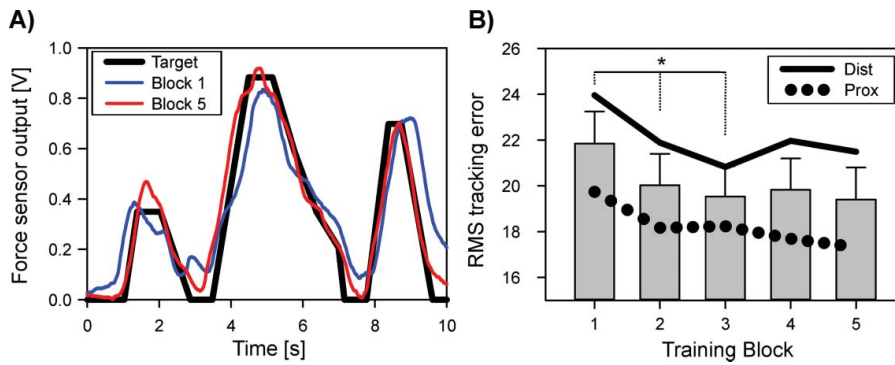 A)
Force sensor output [V]
1.0
0.8
0.6
0.4
0.2
0.0
Target
Block 1
Block 5
0 2 4 6 8 10
Time [s]
B)
RMS tracking error
26
24
22
20
18
16
*
Dist
Prox
1 2 3 4 5
Training Block